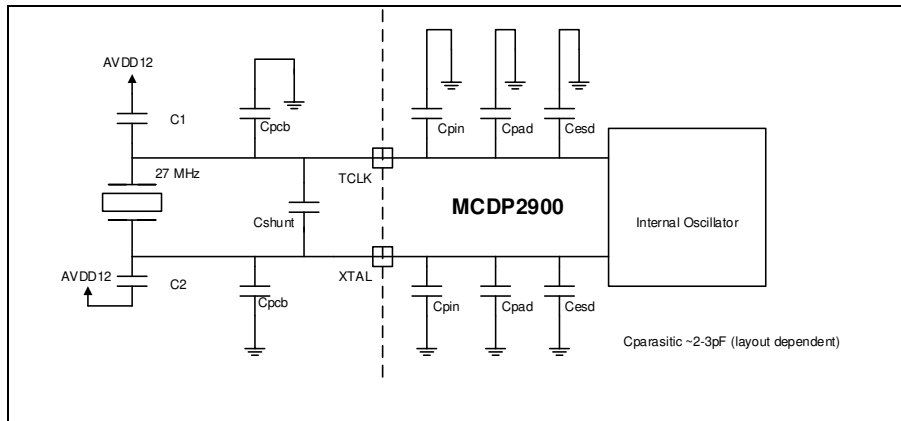 AVDD12
C1
Cpcb
Cpin
Cpad
Cesd
27 MHz
TCLK
Cshunt
MCDP2900
Internal Oscillator
XTAL
AVDD12
C2
Cpcb
Cpin
Cpad
Cesd
Cparasitic ~2-3pF (layout dependent)